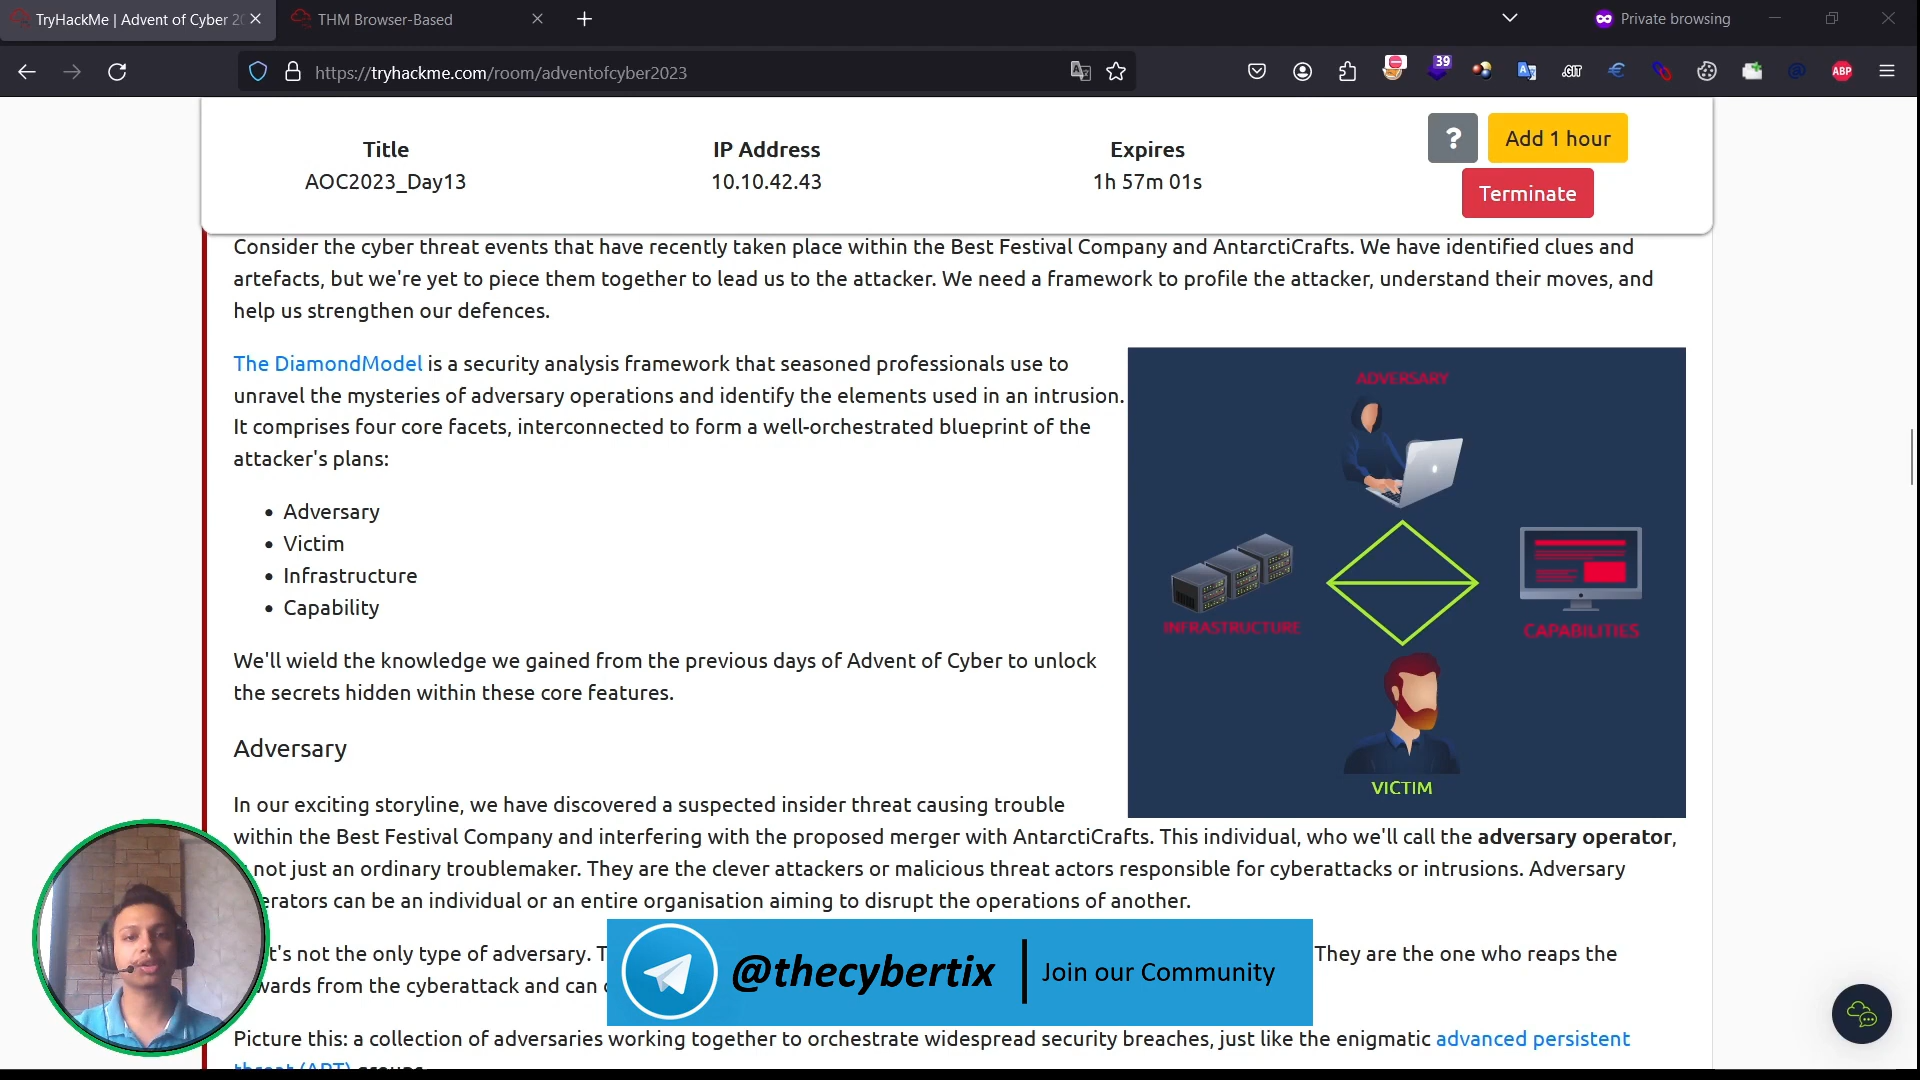 TryHackMe | Advent of Cyber 20
THM Browser-Based
Private browsing
https://tryhackme.com/room/adventofcyber2023
39
.GIT
ABP
Title
IP Address
Expires
?
Add 1 hour
AOC2023_Day13
10.10.42.43
1h 57m 01s
Terminate
Consider the cyber threat events that have recently taken place within the Best Festival Company and AntarctiCrafts. We have identified clues and
artefacts, but we're yet to piece them together to lead us to the attacker. We need a framework to profile the attacker, understand their moves, and
help us strengthen our defences.
The DiamondModel is a security analysis framework that seasoned professionals use to
unravel the mysteries of adversary operations and identify the elements used in an intrusion.
It comprises four core facets, interconnected to form a well-orchestrated blueprint of the
attacker's plans:
• Adversary
• Victim
• Infrastructure
• Capability
ADVERSARY
INFRASTRUCTURE
CAPABILITIES
VICTIM
We'll wield the knowledge we gained from the previous days of Advent of Cyber to unlock
the secrets hidden within these core features.
Adversary
In our exciting storyline, we have discovered a suspected insider threat causing trouble
within the Best Festival Company and interfering with the proposed merger with AntarctiCrafts. This individual, who we'll call the adversary operator,
not just an ordinary troublemaker. They are the clever attackers or malicious threat actors responsible for cyberattacks or intrusions. Adversary
erators can be an individual or an entire organisation aiming to disrupt the operations of another.
t's not the only type of adversary. T They are the one who reaps the
wards from the cyberattack and can
@thecybertix | Join our Community
Picture this: a collection of adversaries working together to orchestrate widespread security breaches, just like the enigmatic advanced persistent
threat (APT) groups